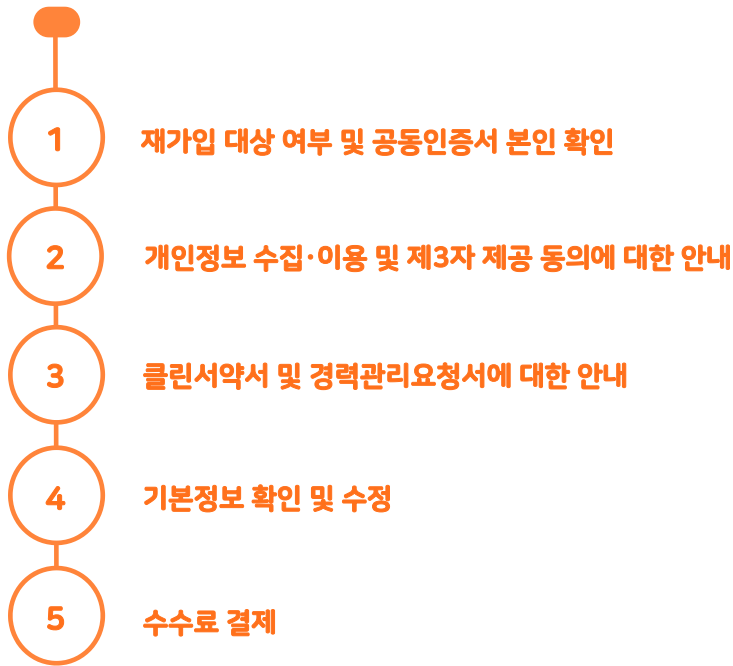 1 재가입 대상 여부 및 공동인증서 본인 확인
2 개인정보 수집·이용 및 제3자 제공 동의에 대한 안내
3 클린서약서 및 경력관리요청서에 대한 안내
4 기본정보 확인 및 수정
5 수수료 결제